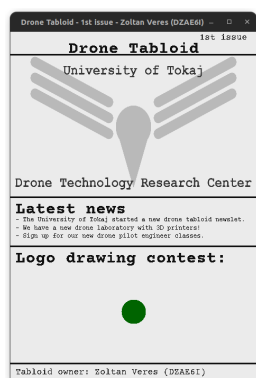 Drone Tabloid - 1st issue - Zoltan Veres (DZAE6I)
1st issue
Drone Tabloid
University of Tokaj
Drone Technology Research Center
Latest news
- The University of Tokaj started a new drone tabloid newslet.
- We have a new drone laboratory with 3D printers!
- Sign up for our new drone pilot engineer classes.
Logo drawing contest:
Tabloid owner: Zoltan Veres (DZAE6I)